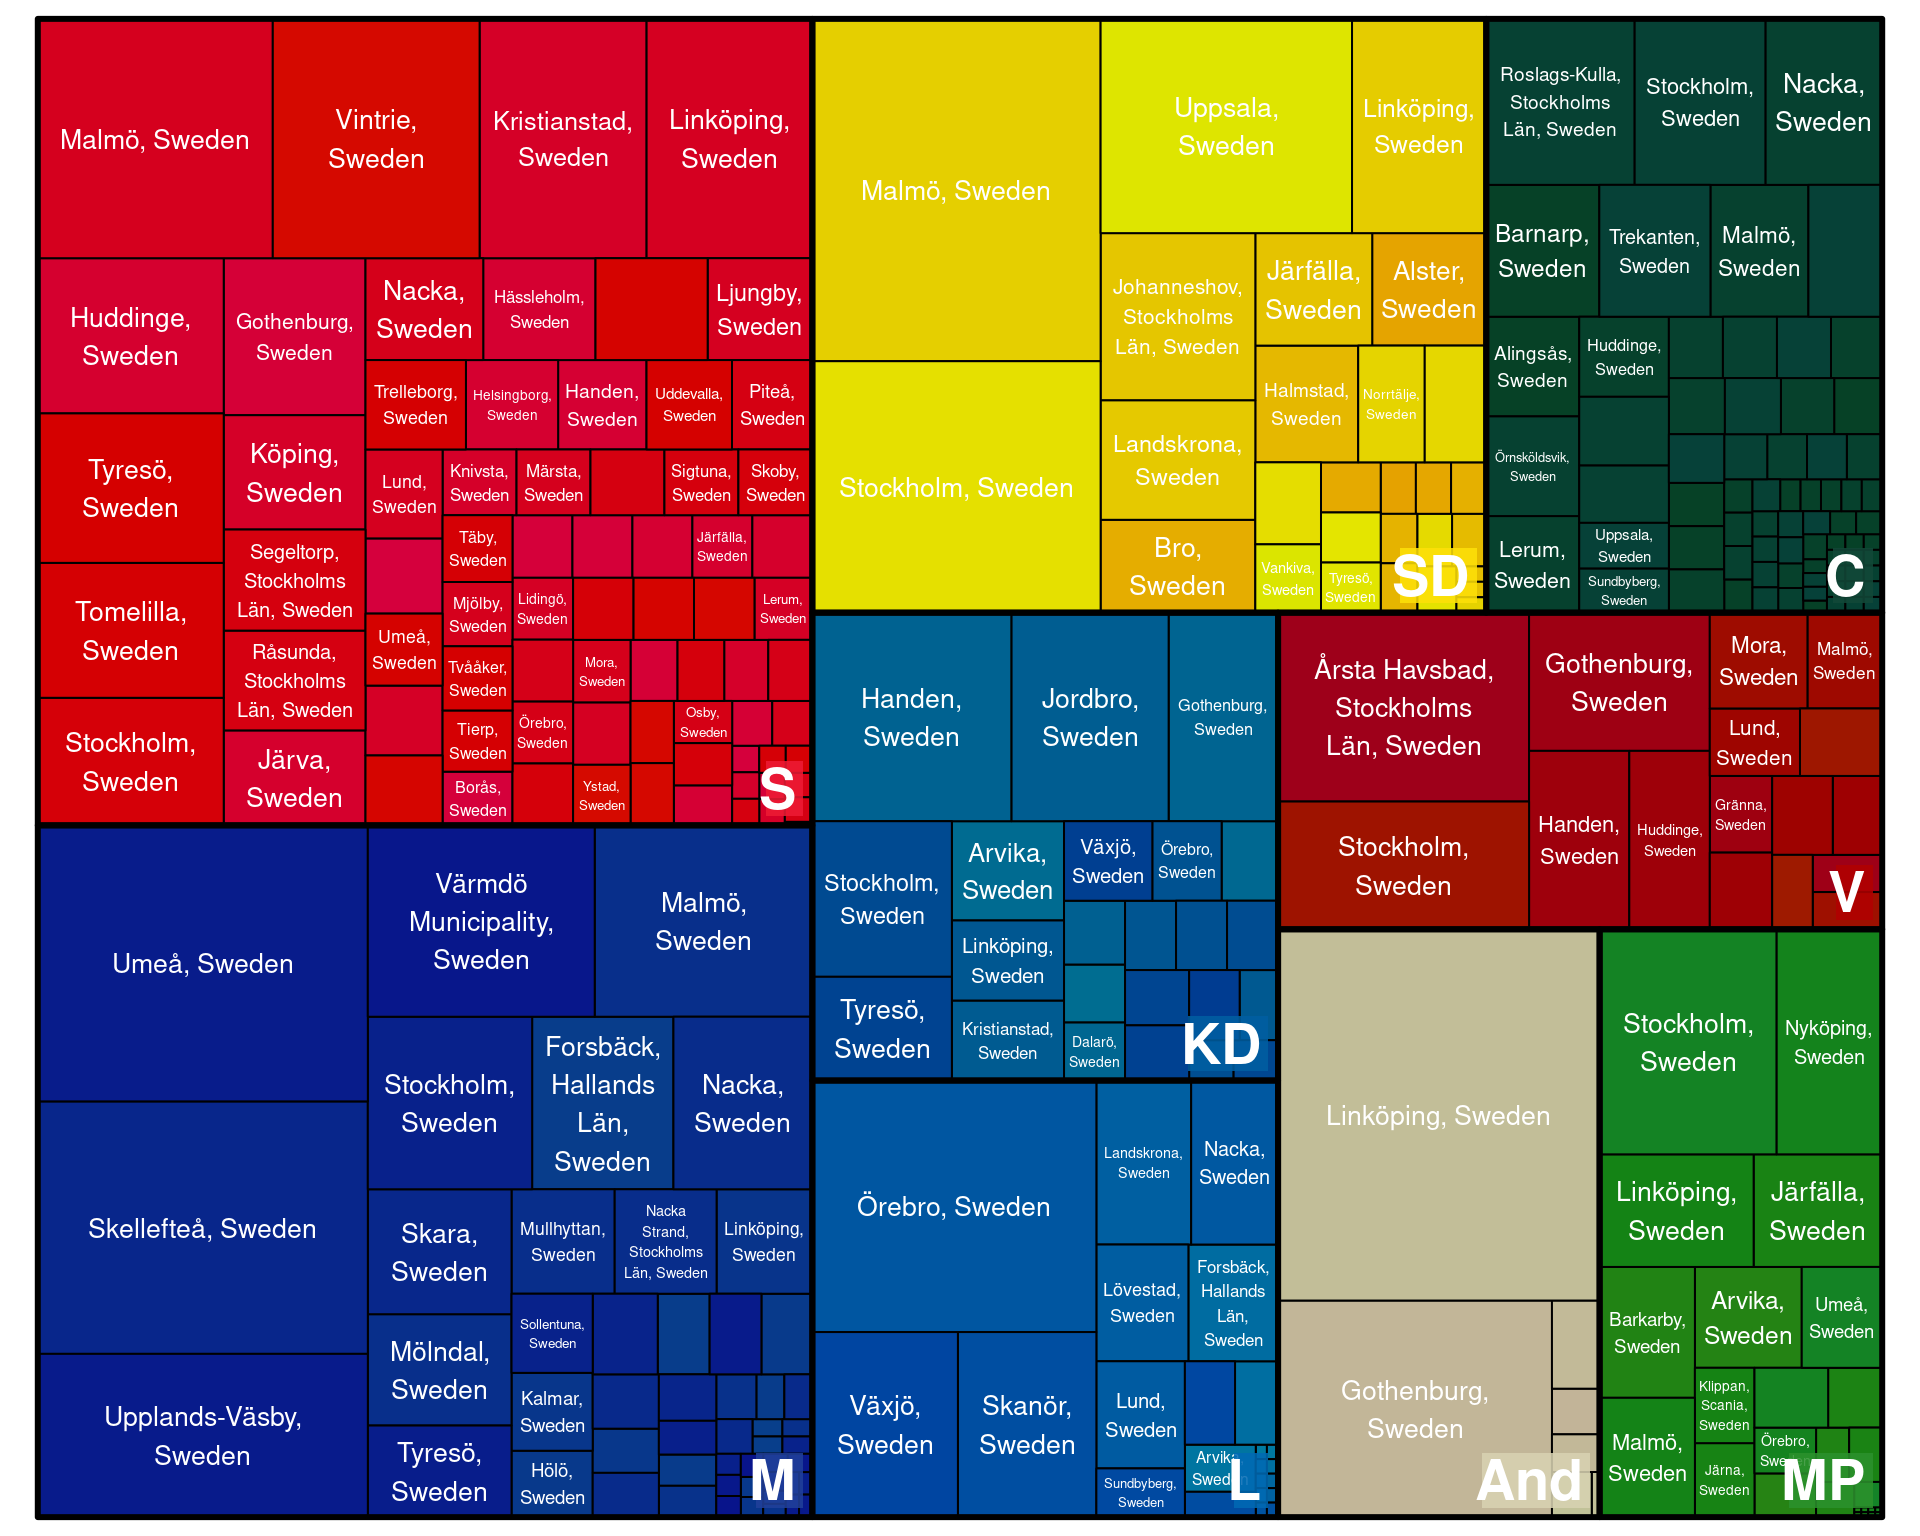 Malmö, Sweden
Vintrie,
Sweden
Kristianstad,
Sweden
Linköping,
Sweden
Huddinge,
Sweden
Gothenburg,
Sweden
Nacka,
Sweden
Hässleholm,
Sweden
Ljungby,
Sweden
Trelleborg,
Sweden
Helsingborg,
Sweden
Handen,
Sweden
Uddevalla,
Sweden
Piteå,
Sweden
Tyresö,
Sweden
Köping,
Sweden
Lund,
Sweden
Knivsta,
Sweden
Märsta,
Sweden
Sigtuna,
Sweden
Skoby,
Sweden
Täby,
Sweden
Järfälla,
Sweden
Segeltorp,
Stockholms
Län, Sweden
Tomelilla,
Sweden
Mjölby,
Sweden
Lidingö,
Sweden
Lerum,
Sweden
Umeå,
Sweden
Råsunda,
Stockholms
Län, Sweden
Tvååker,
Sweden
Mora,
Sweden
Stockholm,
Sweden
Järva,
Sweden
Tierp,
Sweden
Örebro,
Sweden
Osby,
Sweden
Borås,
Sweden
Ystad,
Sweden
S
Malmö, Sweden
Uppsala,
Sweden
Linköping,
Sweden
Johanneshov,
Stockholms
Län, Sweden
Järfälla,
Sweden
Alster,
Sweden
Halmstad,
Sweden
Norrtälje,
Sweden
Stockholm, Sweden
Landskrona,
Sweden
Bro,
Sweden
Vankiva,
Sweden
Tyresö,
Sweden
SD
Roslags-Kulla,
Stockholms
Län, Sweden
Stockholm,
Sweden
Nacka,
Sweden
Barnarp,
Sweden
Trekanten,
Sweden
Malmö,
Sweden
Alingsås,
Sweden
Huddinge,
Sweden
Örnsköldsvik,
Sweden
Lerum,
Sweden
Uppsala,
Sweden
Sundbyberg,
Sweden
C
Umeå, Sweden
Värmdö
Municipality,
Sweden
Malmö,
Sweden
Stockholm,
Sweden
Forsbäck,
Hallands
Län,
Sweden
Nacka,
Sweden
Skellefteå, Sweden
Skara,
Sweden
Mullhyttan,
Sweden
Nacka
Strand,
Stockholms
Län, Sweden
Linköping,
Sweden
Sollentuna,
Sweden
Mölndal,
Sweden
Kalmar,
Sweden
Upplands-Väsby,
Sweden
Tyresö,
Sweden
Hölö,
Sweden
M
Handen,
Sweden
Jordbro,
Sweden
Gothenburg,
Sweden
Stockholm,
Sweden
Arvika,
Sweden
Växjö,
Sweden
Örebro,
Sweden
Linköping,
Sweden
Tyresö,
Sweden
Kristianstad,
Sweden
Dalarö,
Sweden
KD
Årsta Havsbad,
Stockholms
Län, Sweden
Gothenburg,
Sweden
Mora,
Sweden
Malmö,
Sweden
Lund,
Sweden
Stockholm,
Sweden
Handen,
Sweden
Huddinge,
Sweden
Gränna,
Sweden
V
Örebro, Sweden
Landskrona,
Sweden
Nacka,
Sweden
Lövestad,
Sweden
Forsbäck,
Hallands
Län,
Sweden
Växjö,
Sweden
Skanör,
Sweden
Lund,
Sweden
Arvika,
Sweden
Sundbyberg,
Sweden
L
Linköping, Sweden
Gothenburg,
Sweden
And
Stockholm,
Sweden
Nyköping,
Sweden
Linköping,
Sweden
Järfälla,
Sweden
Barkarby,
Sweden
Arvika,
Sweden
Umeå,
Sweden
Klippan,
Scania,
Sweden
Malmö,
Sweden
Örebro,
Sweden
Järna,
Sweden
MP